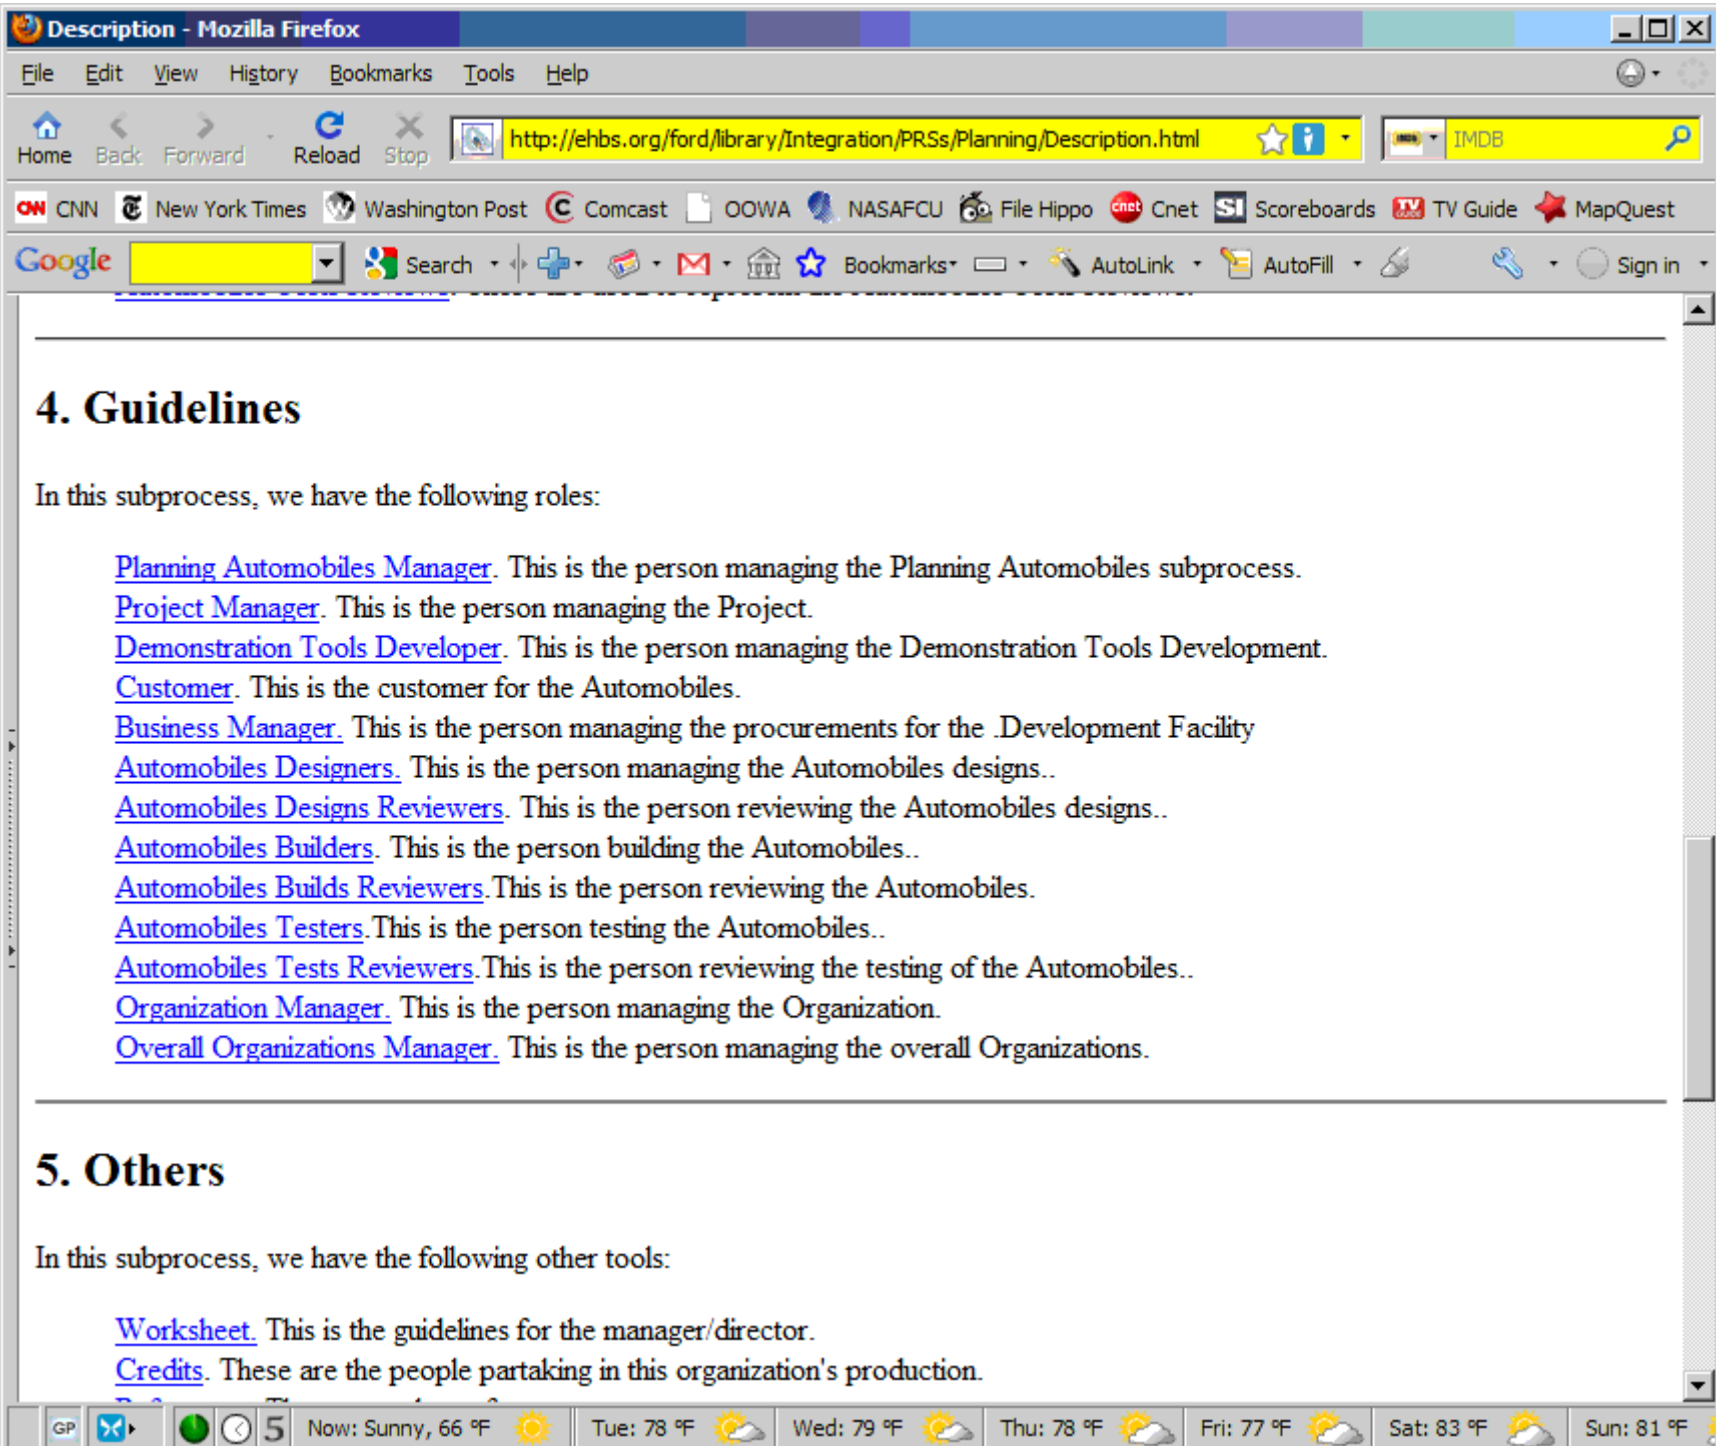 Description - Mozilla Firefox
File Edit View History Bookmarks Tools Help
Home Back Forward Reload Stop http://ehbs.org/ford/library/Integration/PRSs/Planning/Description.html IMDB
CNN CNN New York Times Washington Post Comcast OOWA NASAFCU File Hippo cnet Cnet SI Scoreboards TV GUIDE TV Guide MapQuest
Google Search Bookmarks AutoLink AutoFill Sign in
4. Guidelines
In this subprocess, we have the following roles:
Planning Automobiles Manager. This is the person managing the Planning Automobiles subprocess.
Project Manager. This is the person managing the Project.
Demonstration Tools Developer. This is the person managing the Demonstration Tools Development.
Customer. This is the customer for the Automobiles.
Business Manager. This is the person managing the procurements for the .Development Facility
Automobiles Designers. This is the person managing the Automobiles designs..
Automobiles Designs Reviewers. This is the person reviewing the Automobiles designs..
Automobiles Builders. This is the person building the Automobiles..
Automobiles Builds Reviewers.This is the person reviewing the Automobiles.
Automobiles Testers.This is the person testing the Automobiles..
Automobiles Tests Reviewers.This is the person reviewing the testing of the Automobiles..
Organization Manager. This is the person managing the Organization.
Overall Organizations Manager. This is the person managing the overall Organizations.
5. Others
In this subprocess, we have the following other tools:
Worksheet. This is the guidelines for the manager/director.
Credits. These are the people partaking in this organization's production.
GP 5 Now: Sunny, 66 ºF Tue: 78 ºF Wed: 79 ºF Thu: 78 ºF Fri: 77 ºF Sat: 83 ºF Sun: 81 ºF